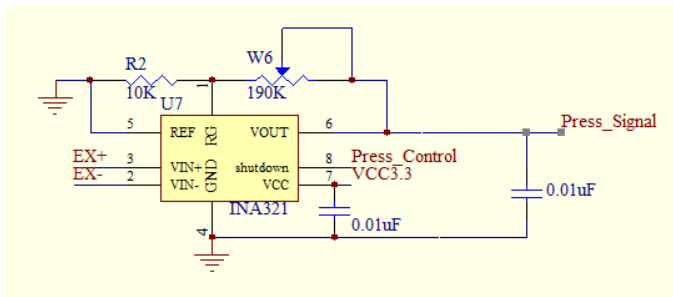 W6
R2
10K
190K
1
U7
5
REF
RG
VOUT
6
Press_Signal
EX+
3
VIN+
shutdown
8
Press_Control
EX-
2
VIN-
GND
VCC
7
VCC3.3
INA321
0.01uF
4
0.01uF